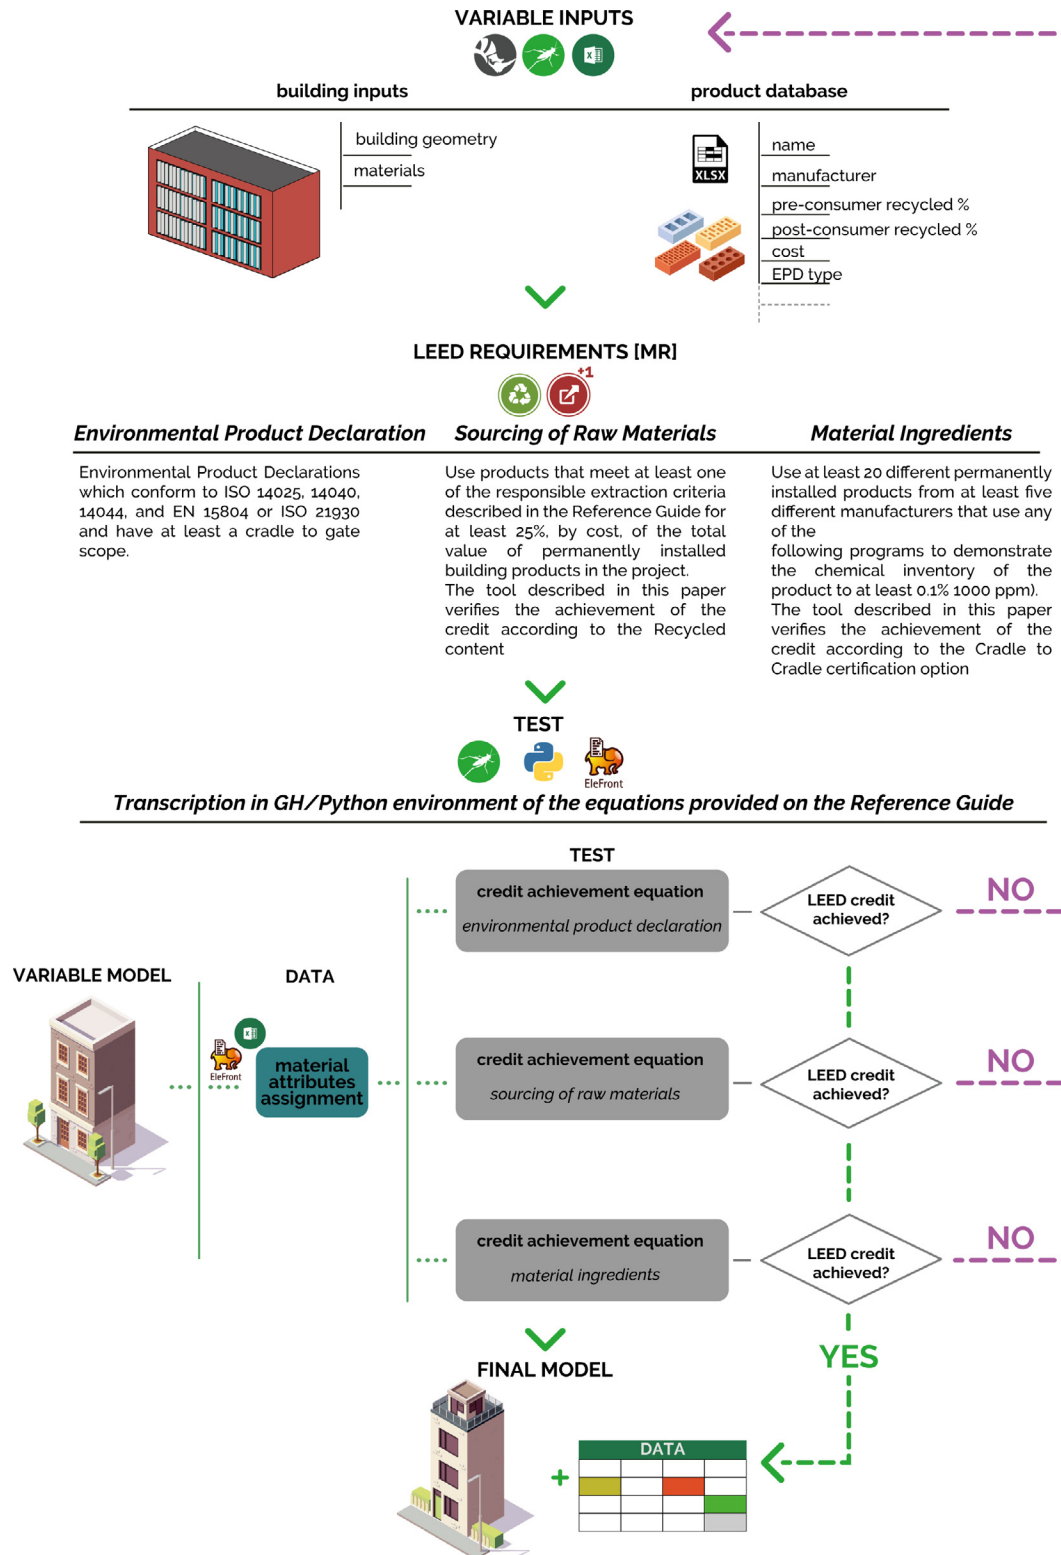 VARIABLE INPUTS
building inputs
product database
building geometry
materials
XLSX
name
manufacturer
pre-consumer recycled %
post-consumer recycled %
cost
EPD type
LEED REQUIREMENTS [MR]
+1
Environmental Product Declaration
Environmental Product Declarations
which conform to ISO 14025, 14040,
14044, and EN 15804 or ISO 21930
and have at least a cradle to gate
scope.
Sourcing of Raw Materials
Use products that meet at least one
of the responsible extraction criteria
described in the Reference Guide for
at least 25%, by cost, of the total
value of permanently installed
building products in the project.
The tool described in this paper
verifies the achievement of the
credit according to the Recycled
content
Material Ingredients
Use at least 20 different permanently
installed products from at least five
different manufacturers that use any
of the
following programs to demonstrate
the chemical inventory of the
product to at least 0.1% 1000 ppm).
The tool described in this paper
verifies the achievement of the
credit according to the Cradle to
Cradle certification option
TEST
EleFront
Transcription in GH/Python environment of the equations provided on the Reference Guide
TEST
credit achievement equation
environmental product declaration
LEED credit
achieved?
NO
VARIABLE MODEL
DATA
EleFront
material
attributes
assignment
credit achievement equation
sourcing of raw materials
LEED credit
achieved?
NO
credit achievement equation
material ingredients
LEED credit
achieved?
NO
YES
FINAL MODEL
+
DATA